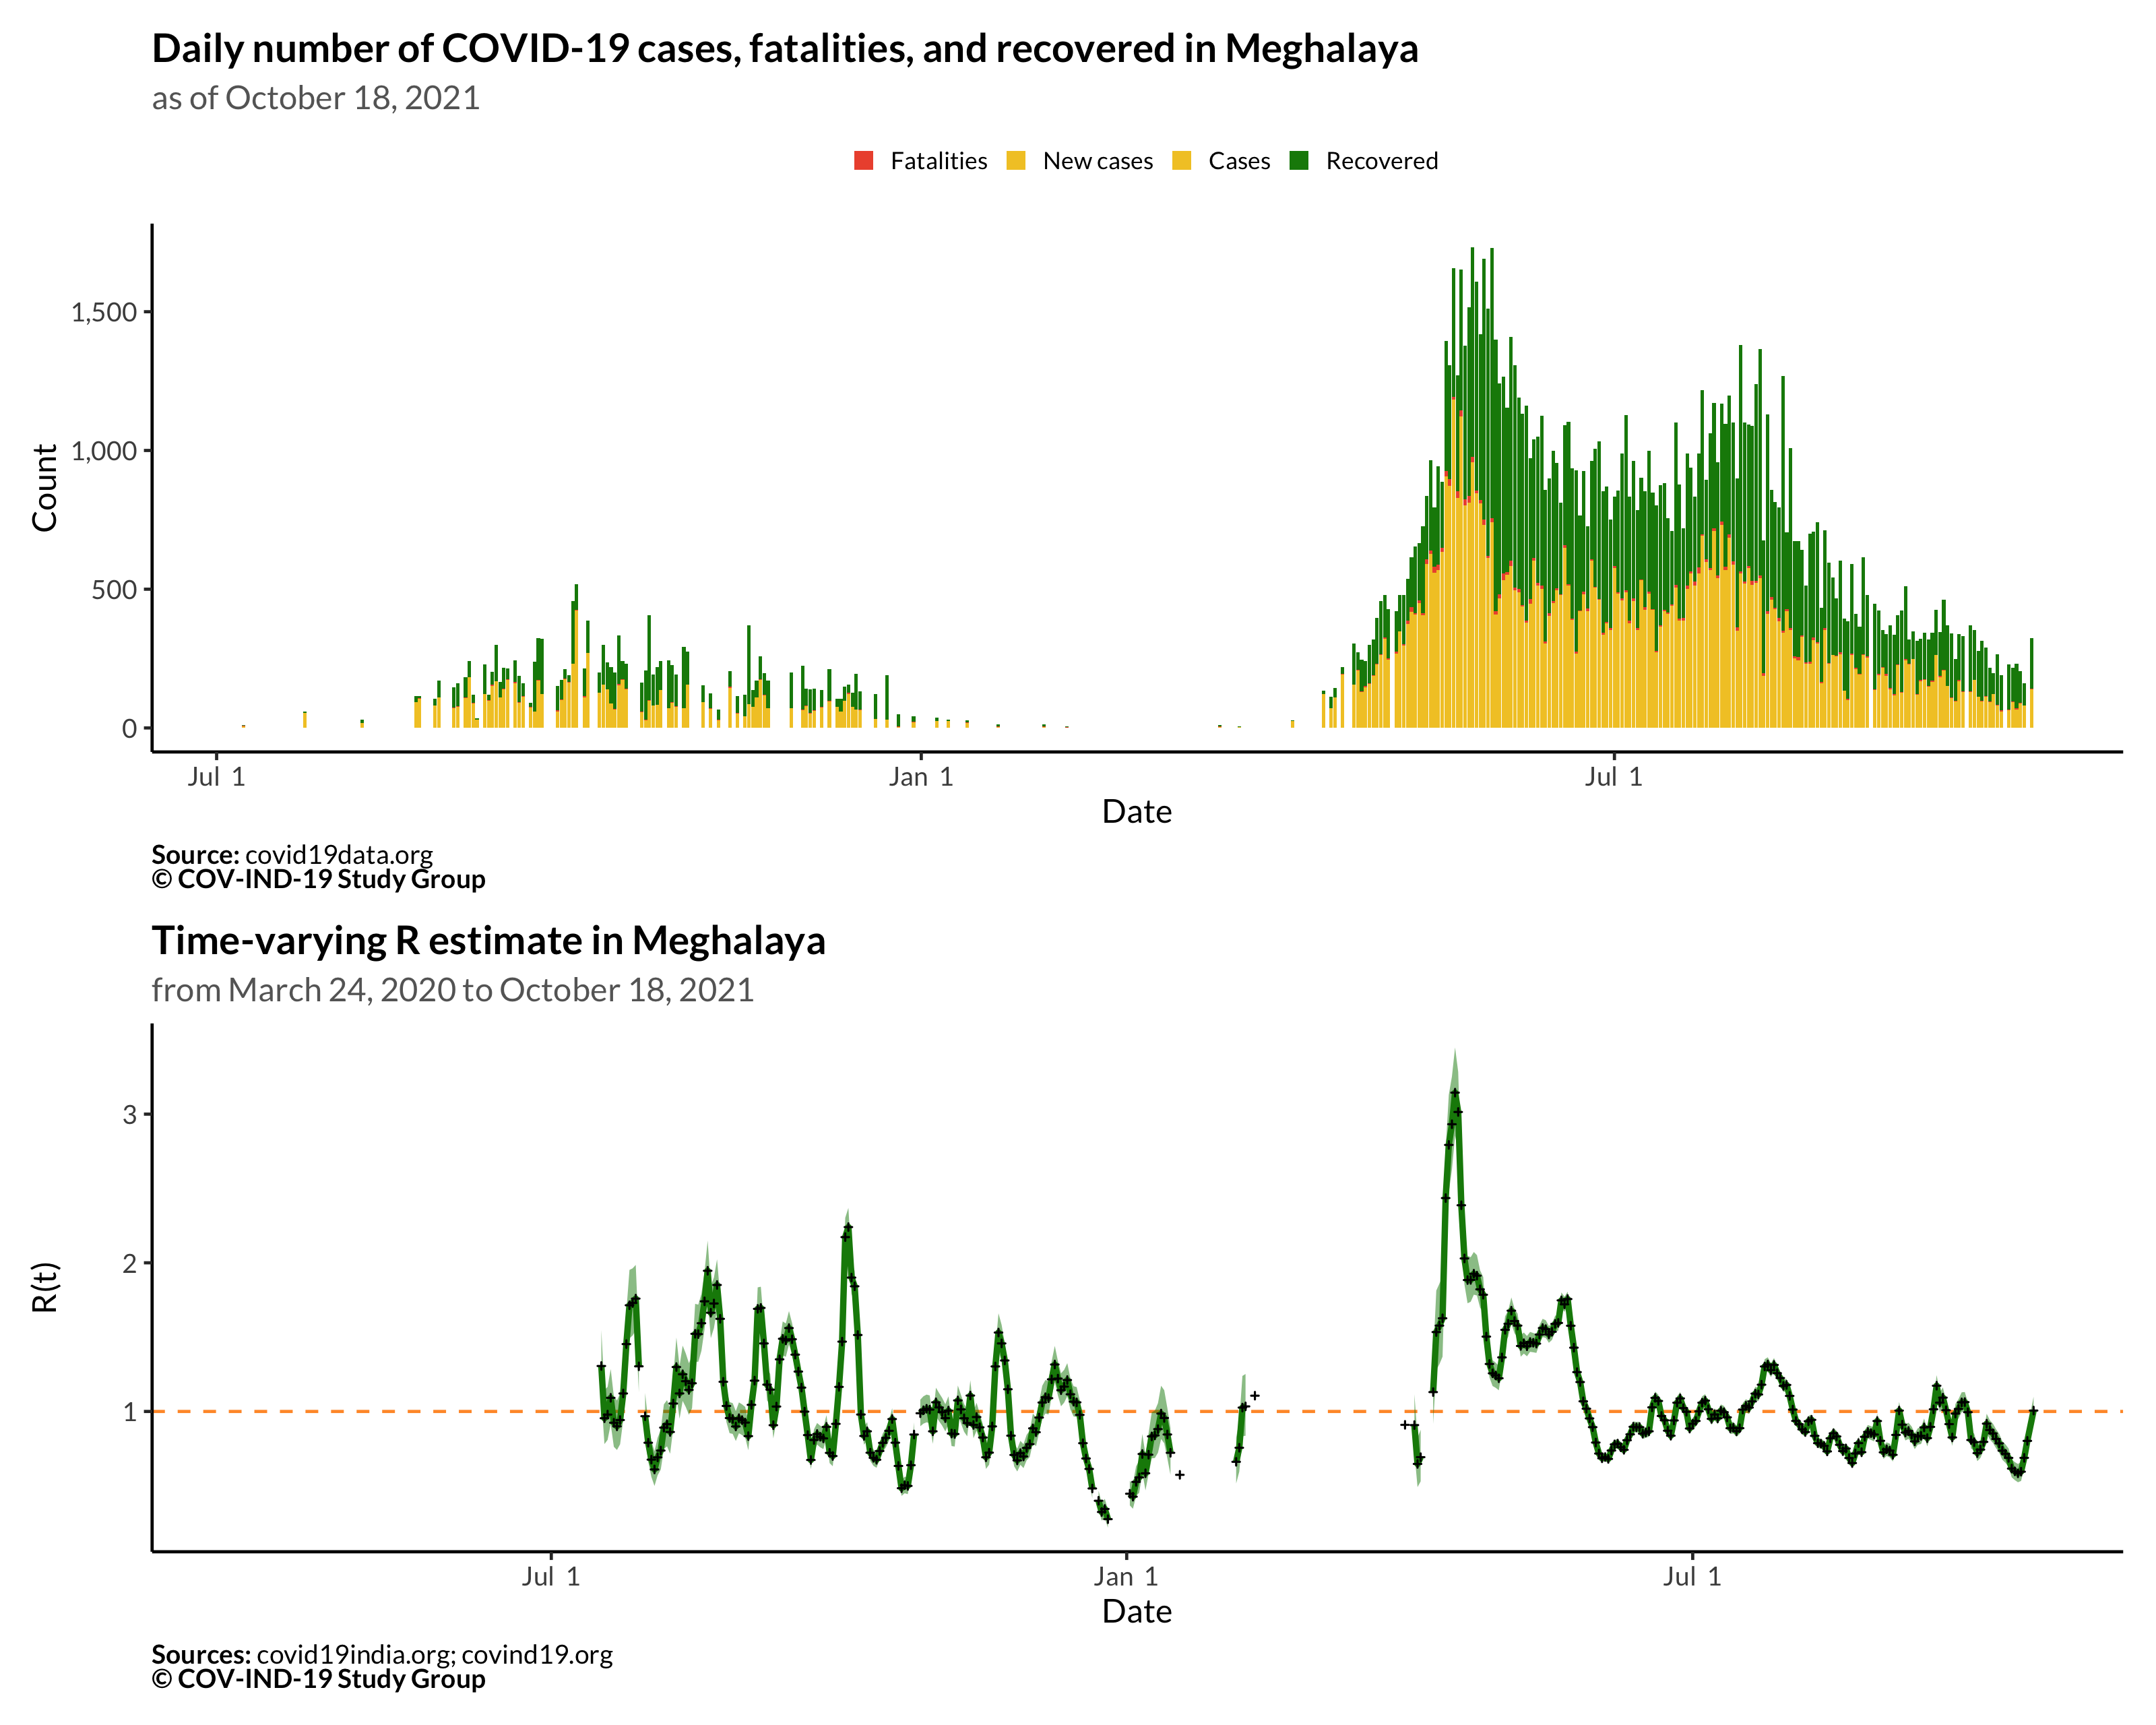 Daily number of COVID-19 cases, fatalities, and recovered in Meghalaya
as of October 18, 2021
Fatalities New cases Cases Recovered
Count
1,500
1,000
500
0
Jul 1 Jan 1 Jul 1
Date
Source: covid19data.org
© COV-IND-19 Study Group
Time-varying R estimate in Meghalaya
from March 24, 2020 to October 18, 2021
R(t)
3
2
1
Jul 1 Jan 1 Jul 1
Date
Sources: covid19india.org; covind19.org
© COV-IND-19 Study Group